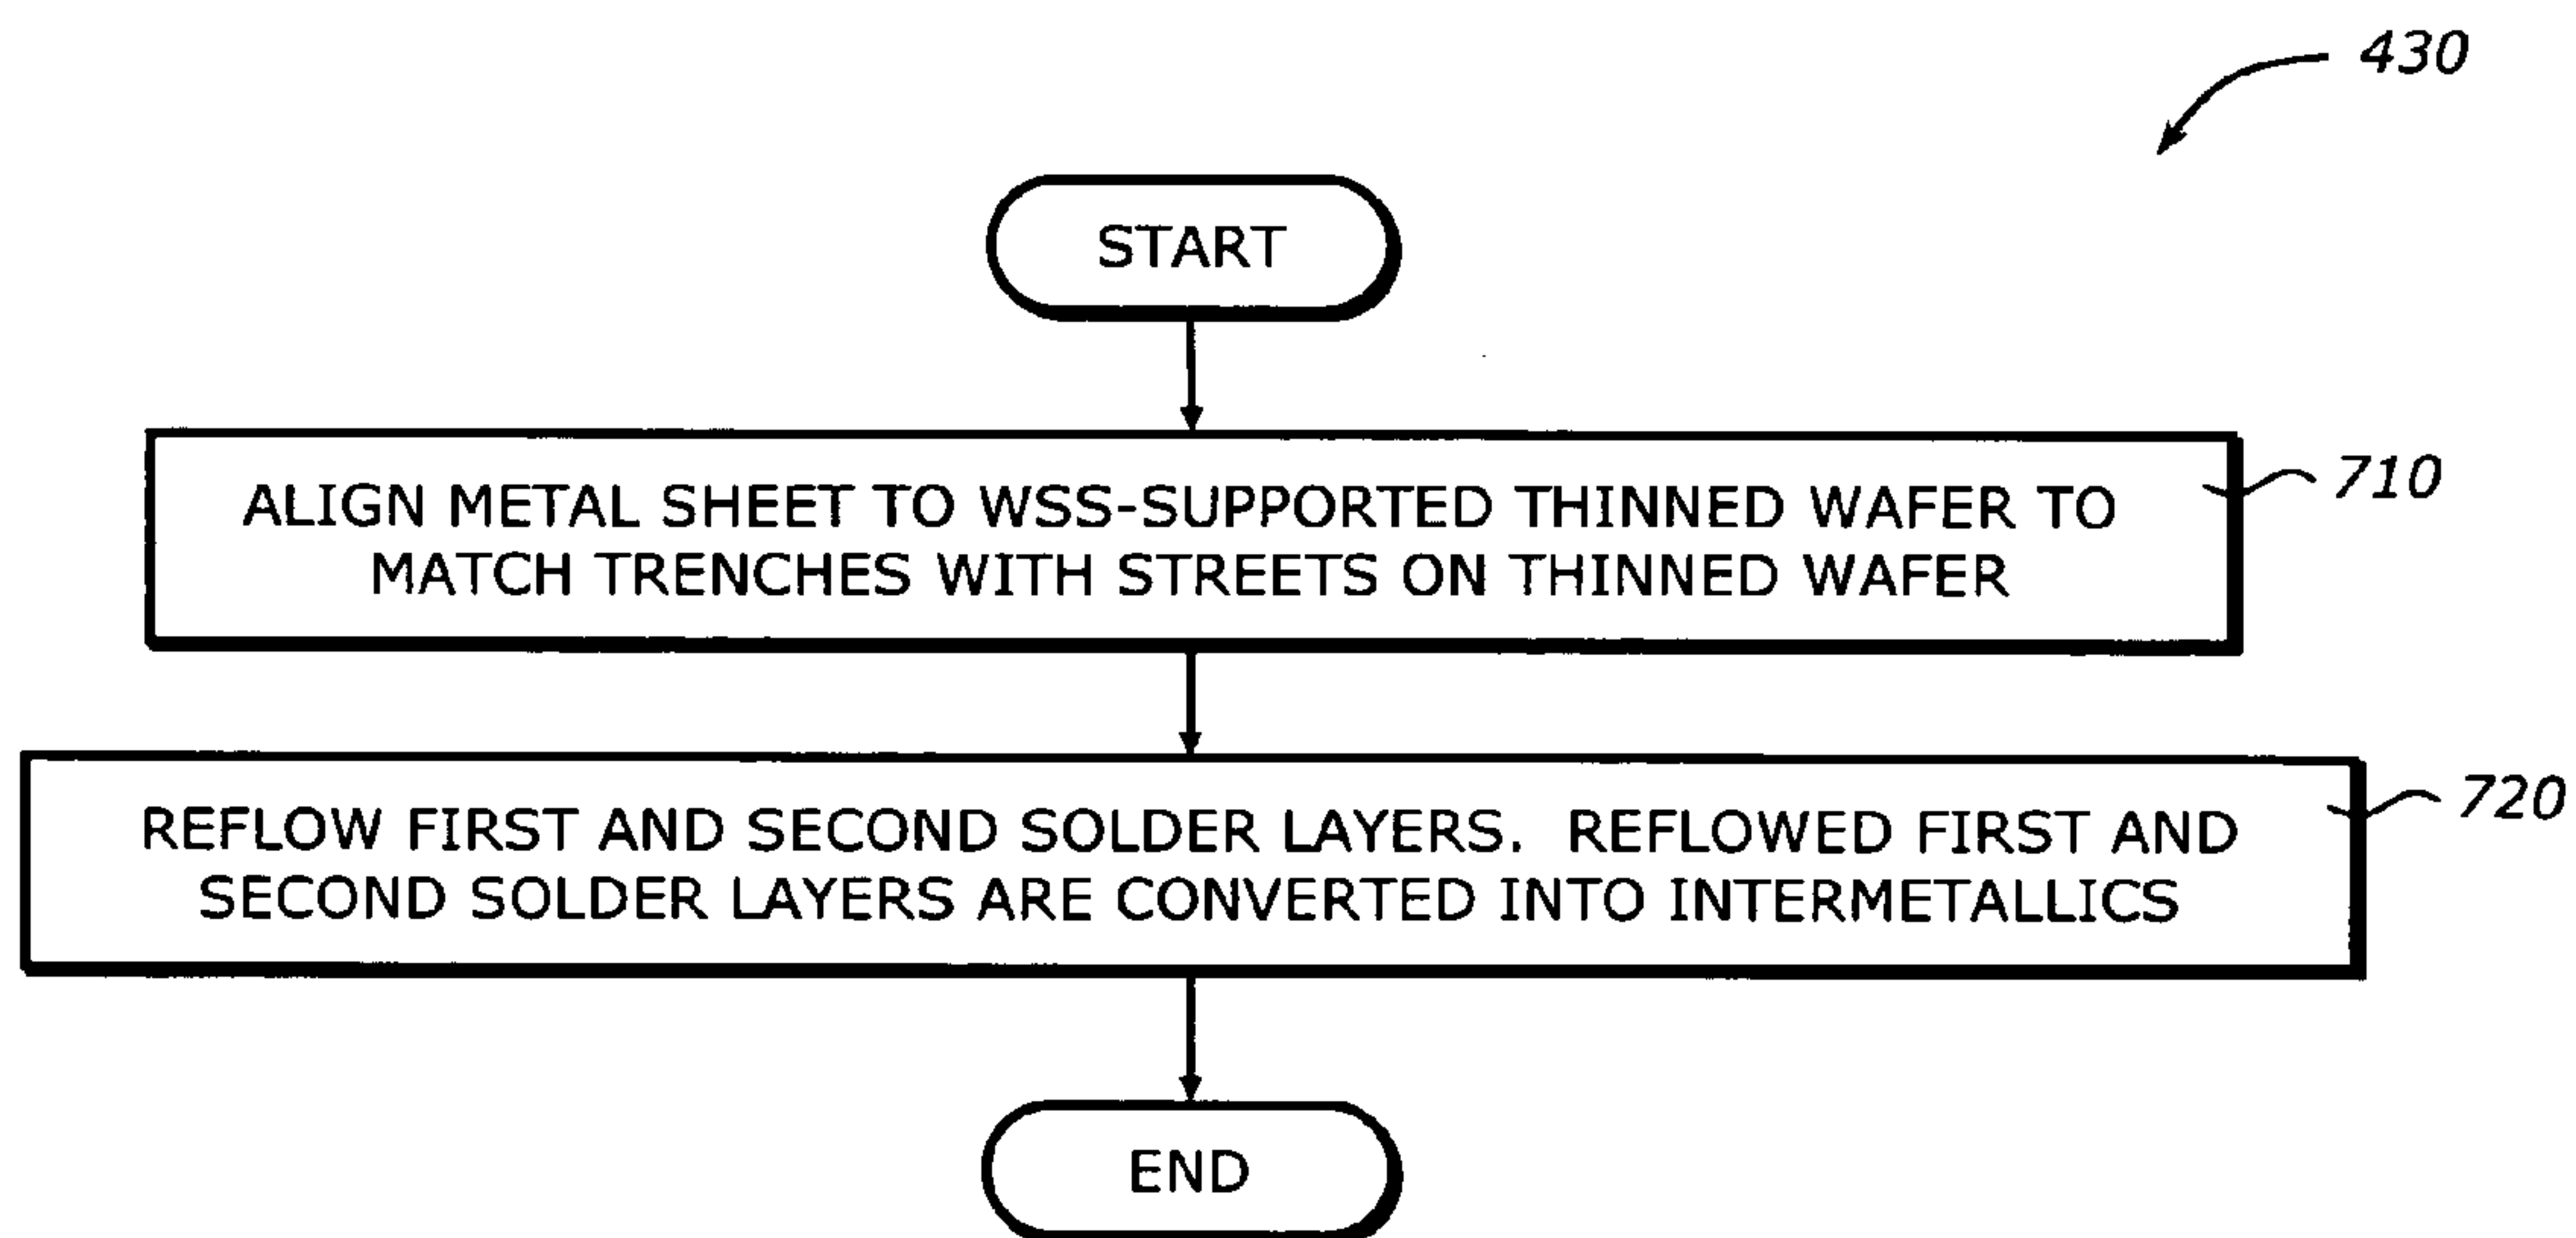 430
START
ALIGN METAL SHEET TO WSS-SUPPORTED THINNED WAFER TO
MATCH TRENCHES WITH STREETS ON THINNED WAFER
710
REFLOW FIRST AND SECOND SOLDER LAYERS. REFLOWED FIRST AND
SECOND SOLDER LAYERS ARE CONVERTED INTO INTERMETALLICS
720
END